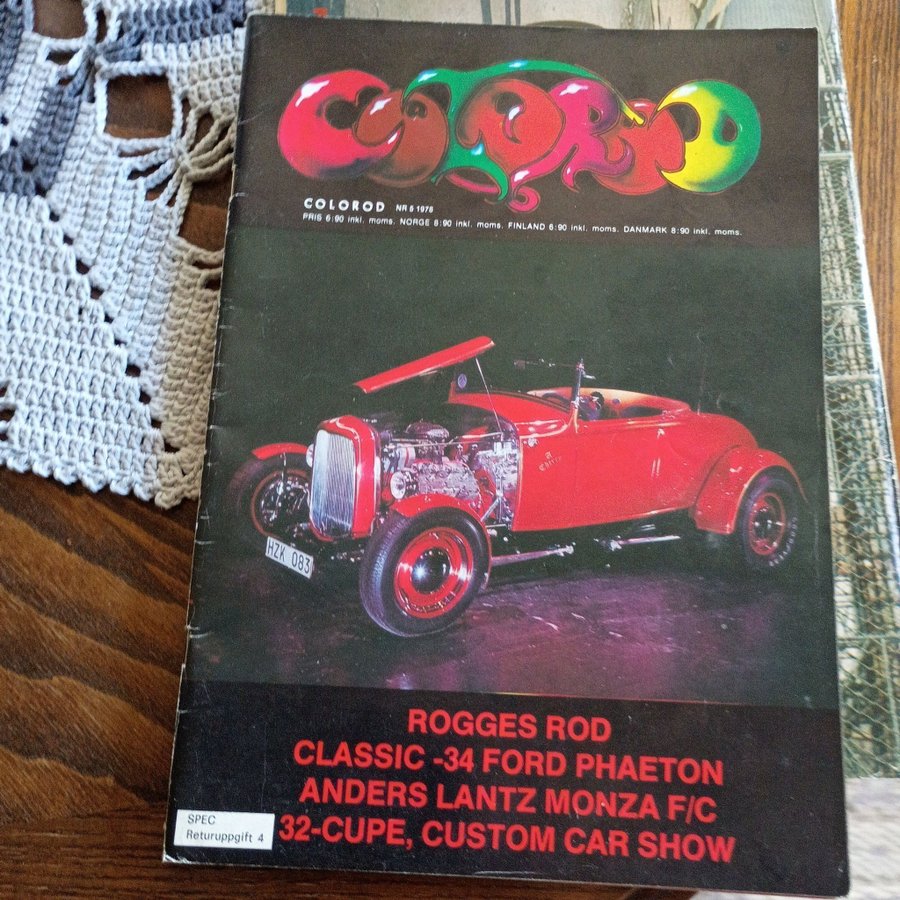 COLOROD
COLOROD NR 5 1978
PRIS 6:90 inkl. moms. NORGE 8:90 inkl. moms. FINLAND 6:90 inkl. moms. DANMARK 8:90 inkl. moms.
HZK 083
ROGGES ROD
CLASSIC -34 FORD PHAETON
ANDERS LANTZ MONZA F/C
32-CUPE, CUSTOM CAR SHOW
SPEC
Returuppgift 4